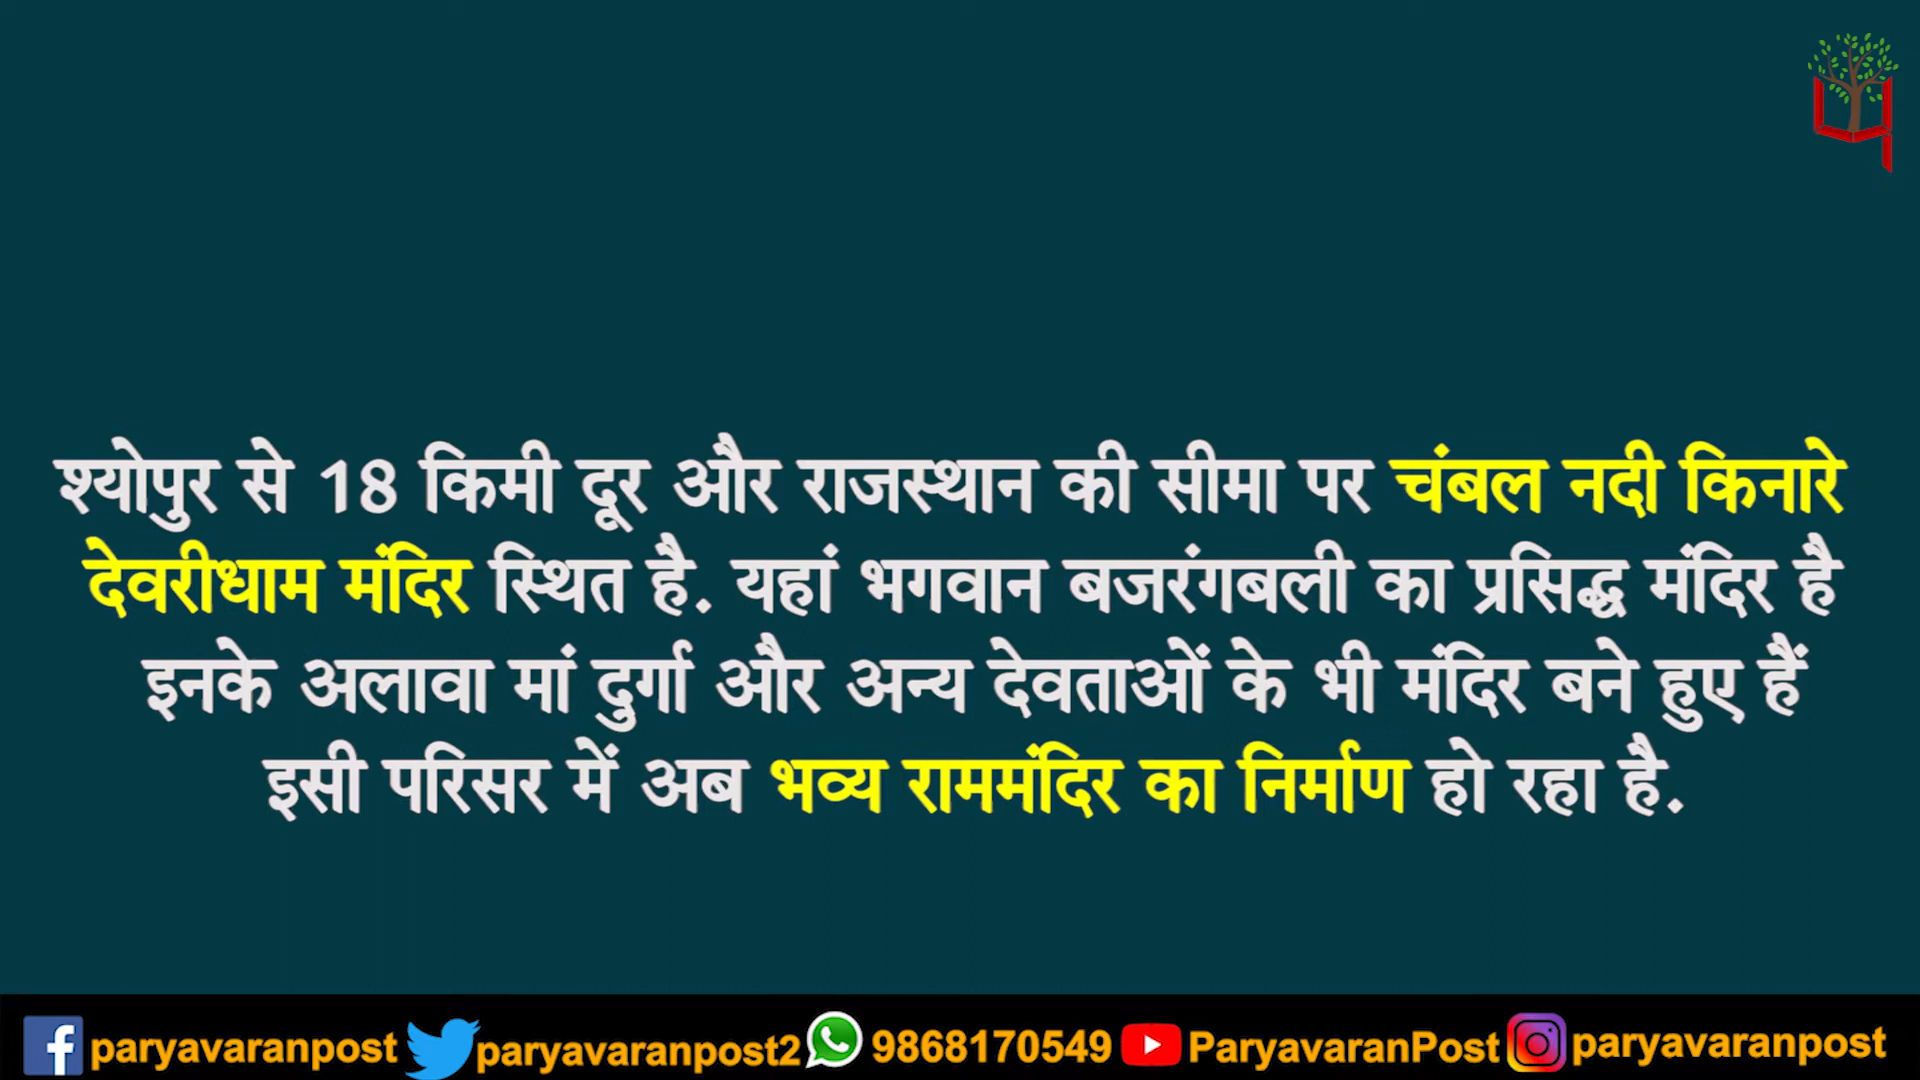 श्योपुर से 18 किमी दूर और राजस्थान की सीमा पर चंबल नदी किनारे
देवरीधाम मंदिर स्थित है. यहां भगवान बजरंगबली का प्रसिद्ध मंदिर है
इनके अलावा मां दुर्गा और अन्य देवताओं के भी मंदिर बने हुए हैं
इसी परिसर में अब भव्य राममंदिर का निर्माण हो रहा है.
paryavaranpost paryavaranpost2 9868170549 ParyavaranPost paryavaranpost